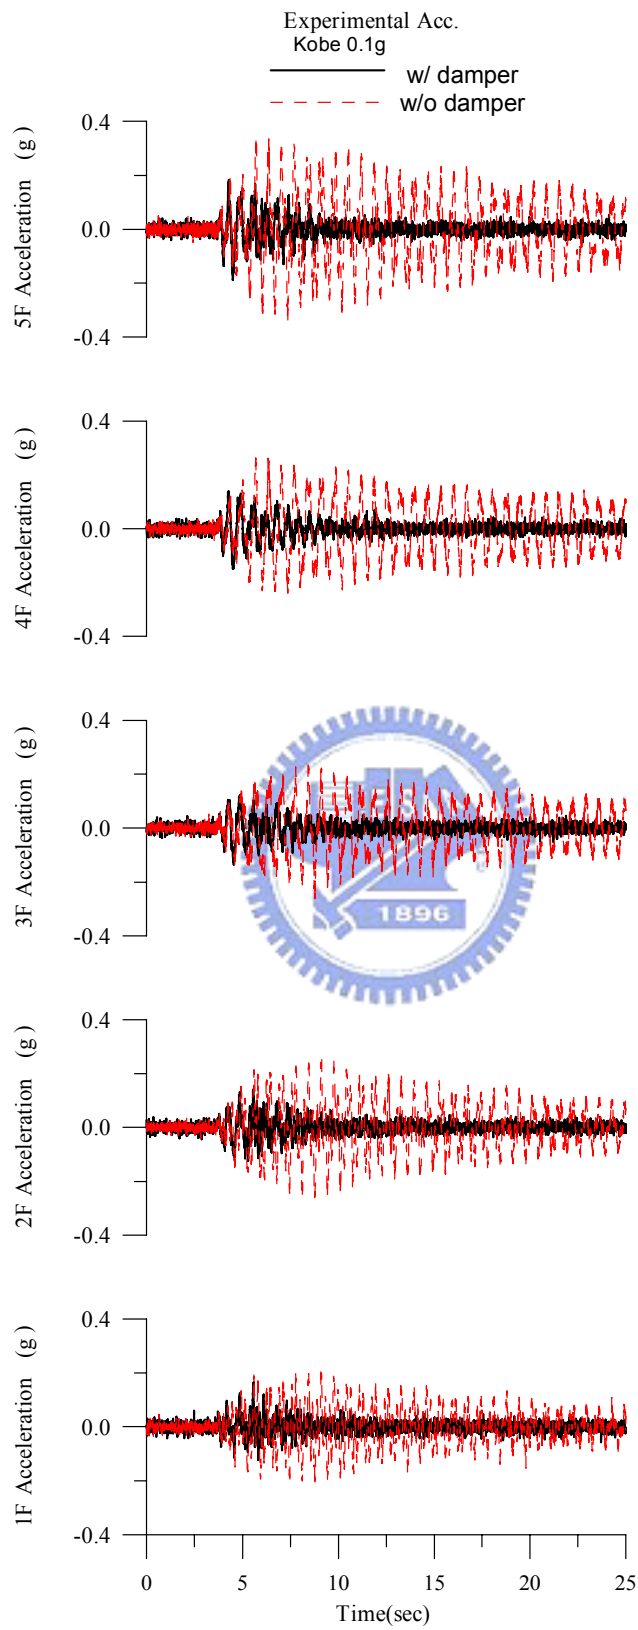 Experimental Acc.
Kobe 0.1g
w/ damper
w/o damper
5F Acceleration (g)
0.4
0.0
-0.4
4F Acceleration (g)
0.4
0.0
-0.4
3F Acceleration (g)
0.4
0.0
-0.4
1896
2F Acceleration (g)
0.4
0.0
-0.4
1F Acceleration (g)
0.4
0.0
-0.4
0 5 10 15 20 25
Time(sec)